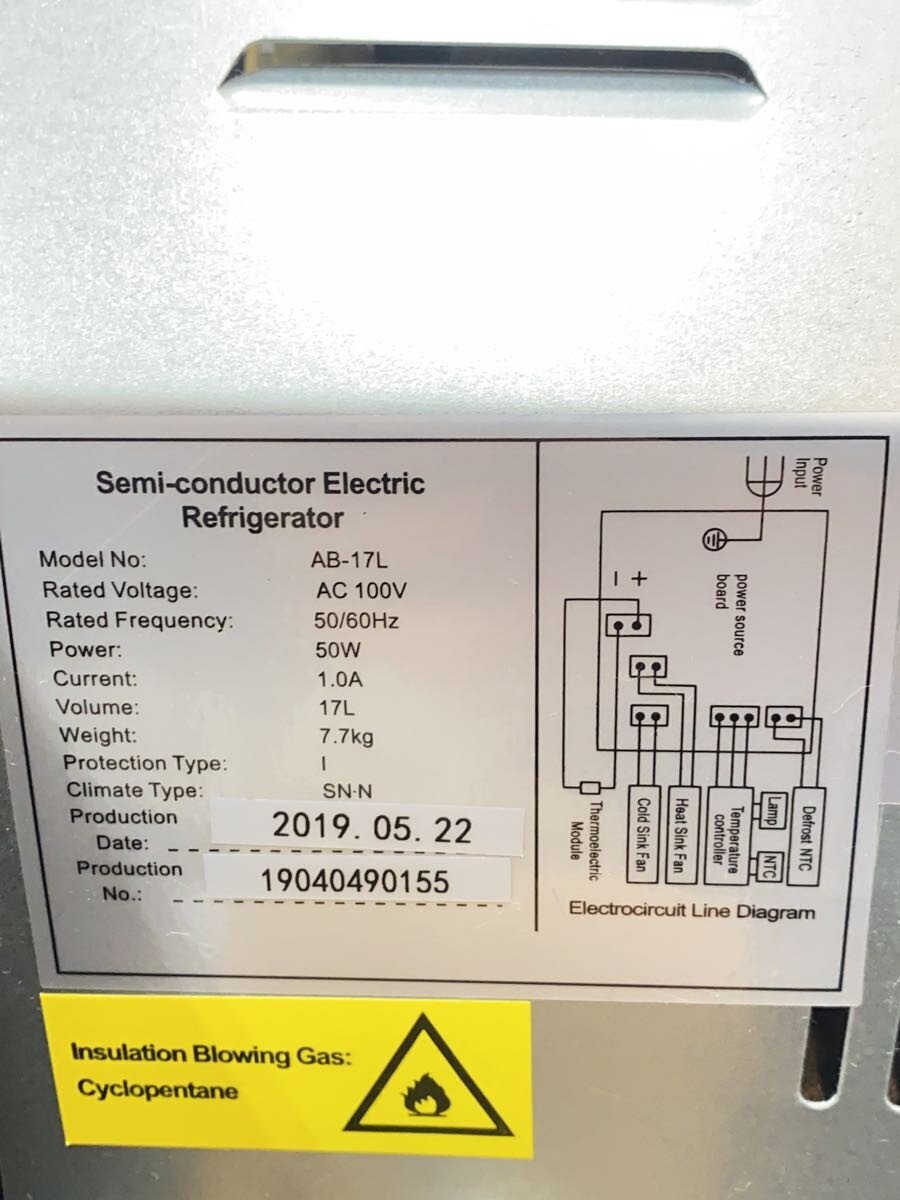 Semi-conductor Electric
Refrigerator
Model No: AB-17L
Rated Voltage: AC 100V
Rated Frequency: 50/60Hz
Power: 50W
Current: 1.0A
Volume: 17L
Weight: 7.7kg
Protection Type: I
Climate Type: SN·N
Production
Date: 2019.05.22
Production
No.: 19040490155
Power
Input
power source
board
− +
Thermoelectric
Module
Cold Sink Fan
Heat Sink Fan
Temperature
controller
Lamp
NTC
Defrost NTC
Electrocircuit Line Diagram
Insulation Blowing Gas:
Cyclopentane